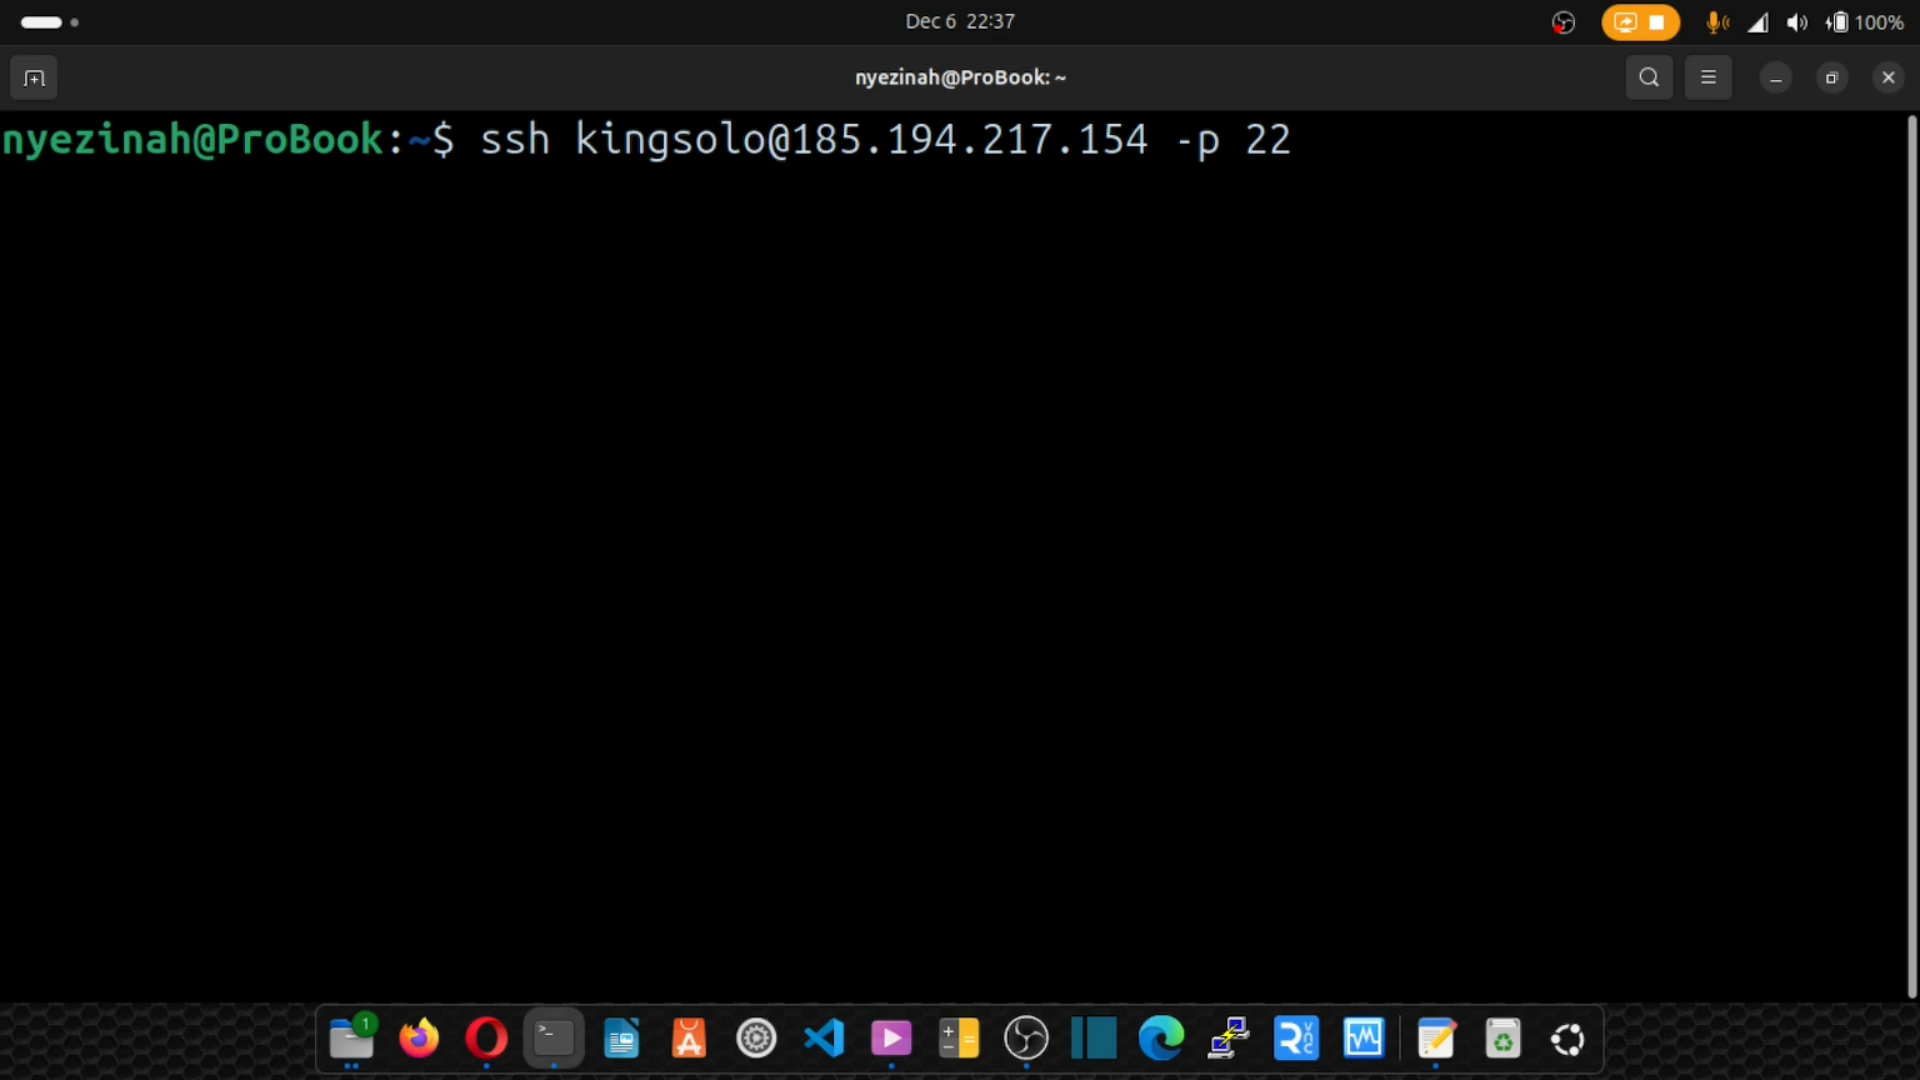 Dec 6 22:37
100%
nyezinah@ProBook: ~
nyezinah@ProBook:~$ ssh kingsolo@185.194.217.154 -p 22
1